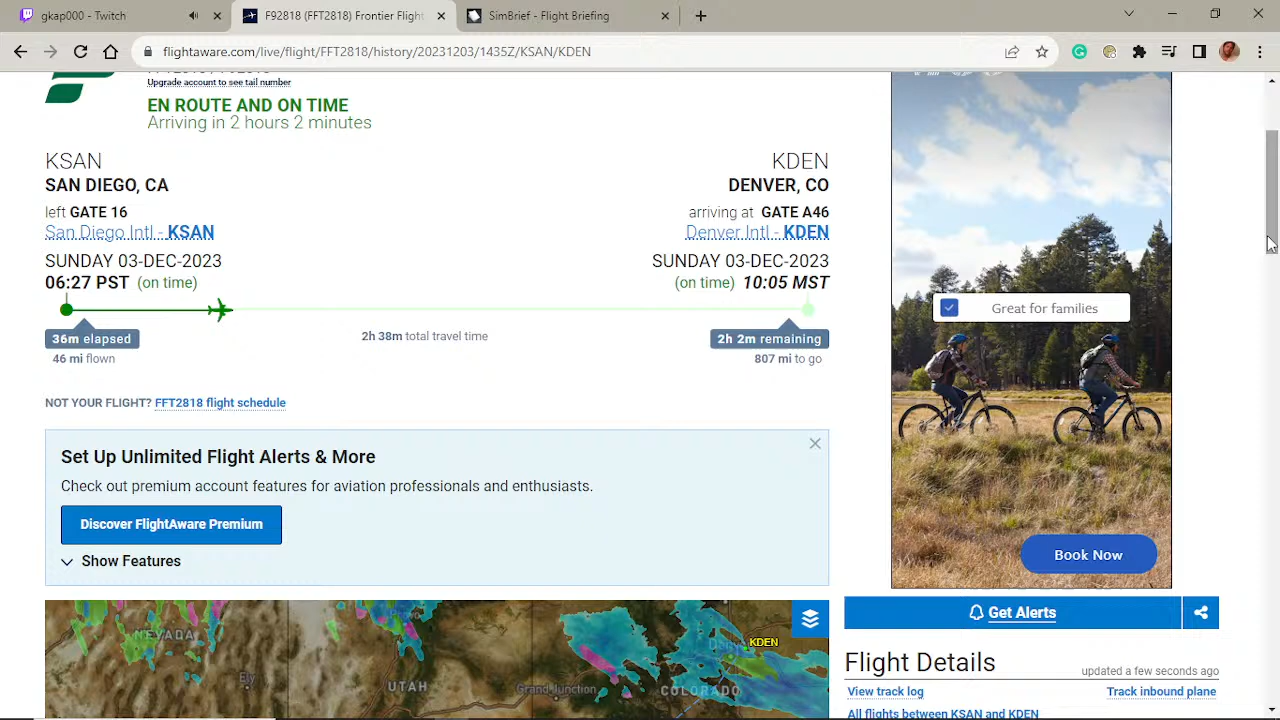 gkap000 - Twitch
F92818 (FFT2818) Frontier Flight
SimBrief - Flight Briefing
flightaware.com/live/flight/FFT2818/history/20231203/1435Z/KSAN/KDEN
Upgrade account to see tail number
EN ROUTE AND ON TIME
Arriving in 2 hours 2 minutes
KSAN
SAN DIEGO, CA
left GATE 16
San Diego Intl - KSAN
SUNDAY 03-DEC-2023
06:27 PST (on time)
KDEN
DENVER, CO
arriving at GATE A46
Denver Intl - KDEN
SUNDAY 03-DEC-2023
(on time) 10:05 MST
36m elapsed
46 mi flown
2h 38m total travel time
2h 2m remaining
807 mi to go
NOT YOUR FLIGHT? FFT2818 flight schedule
Set Up Unlimited Flight Alerts & More
Check out premium account features for aviation professionals and enthusiasts.
Discover FlightAware Premium
Show Features
Great for families
Book Now
NEVADA
Ely
UTAH
Grand Junction
COLORADO
KDEN
Get Alerts
Flight Details
updated a few seconds ago
View track log
Track inbound plane
All flights between KSAN and KDEN